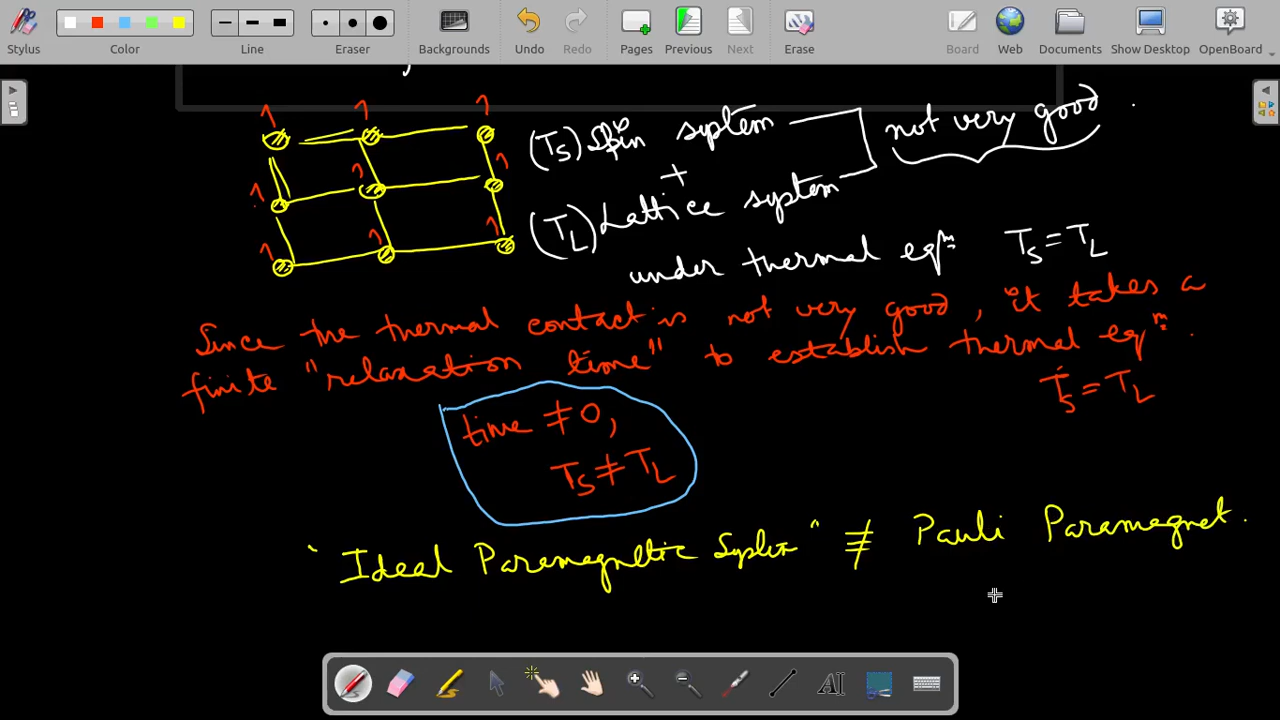 Stylus Color Line Eraser Backgrounds Undo Redo Pages Previous Next Erase Board Web Documents Show Desktop OpenBoard
(Ts) Spin system
not very good.
+
(TL) Lattice system
under thermal eqm Ts = TL
Since the thermal contact is not very good, it takes a
finite "relaxation time" to establish thermal eqm.
Ts = TL
time ≠ 0,
Ts ≠ TL
"Ideal Paramagnetic System" ≢ Pauli Paramagnet.